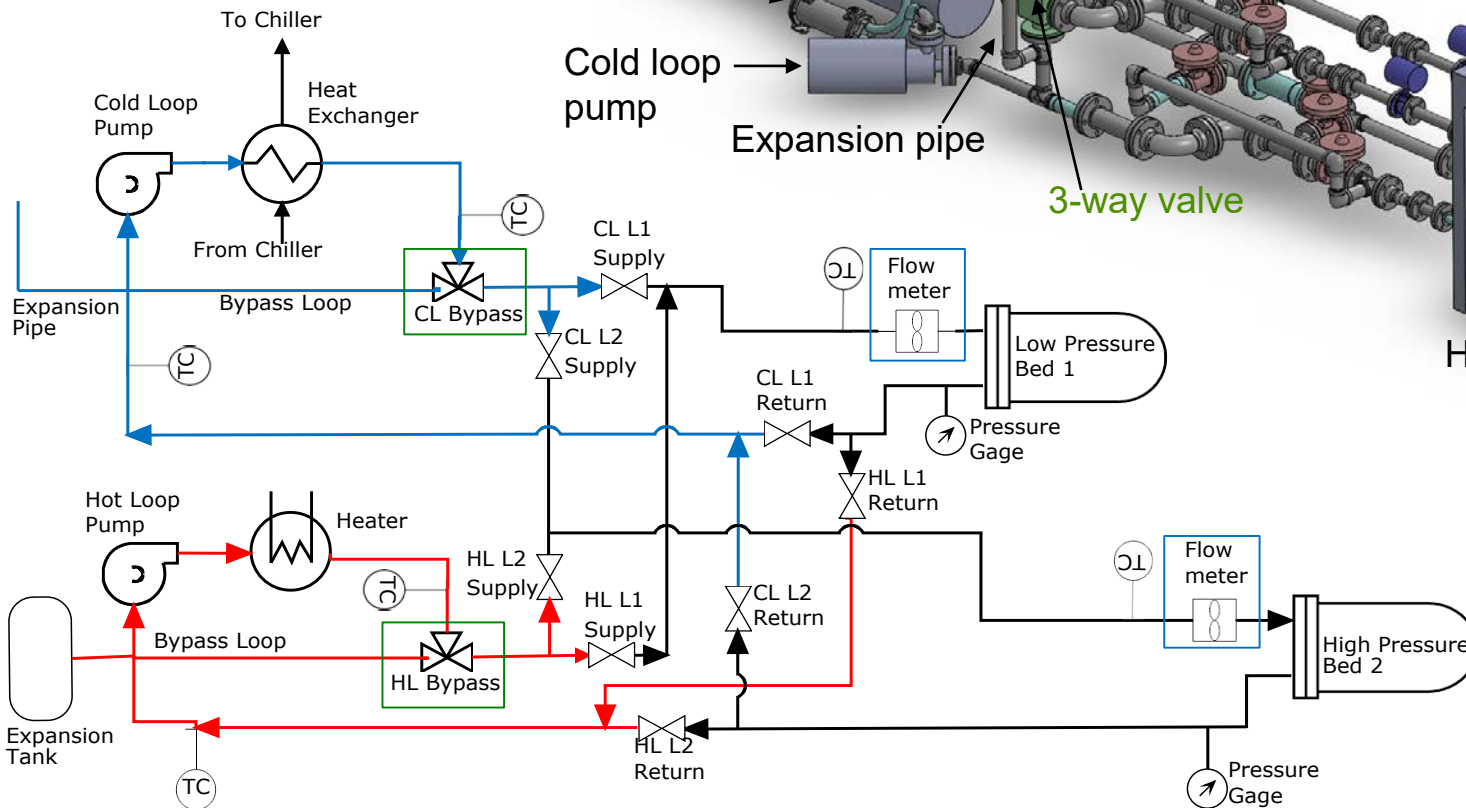 To Chiller
Cold Loop
Pump
Heat
Exchanger
From Chiller
Cold loop
pump
Expansion pipe
3-way valve
H
TC
CL L1
Supply
Expansion
Pipe
Bypass Loop
CL Bypass
TC
Flow
meter
Low Pressure
Bed 1
CL L2
Supply
TC
CL L1
Return
Pressure
Gage
HL L1
Return
Hot Loop
Pump
Heater
TC
HL L2
Supply
HL L1
Supply
CL L2
Return
TC
Flow
meter
High Pressure
Bed 2
Bypass Loop
HL Bypass
Expansion
Tank
TC
HL L2
Return
Pressure
Gage